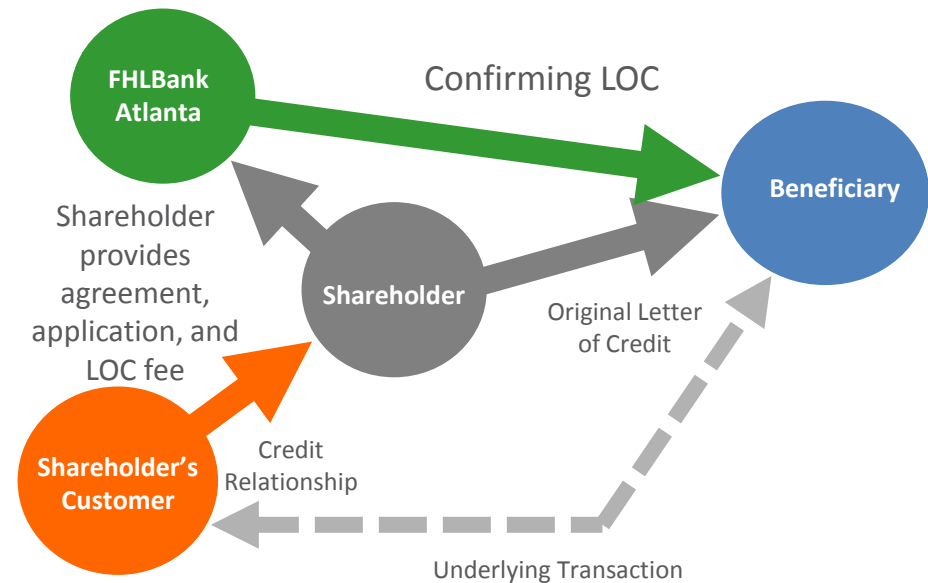 FHLBank
Atlanta
Confirming LOC
Beneficiary
Shareholder
provides
agreement,
application, and
LOC fee
Shareholder
Original Letter
of Credit
Shareholder’s
Customer
Credit
Relationship
Underlying Transaction